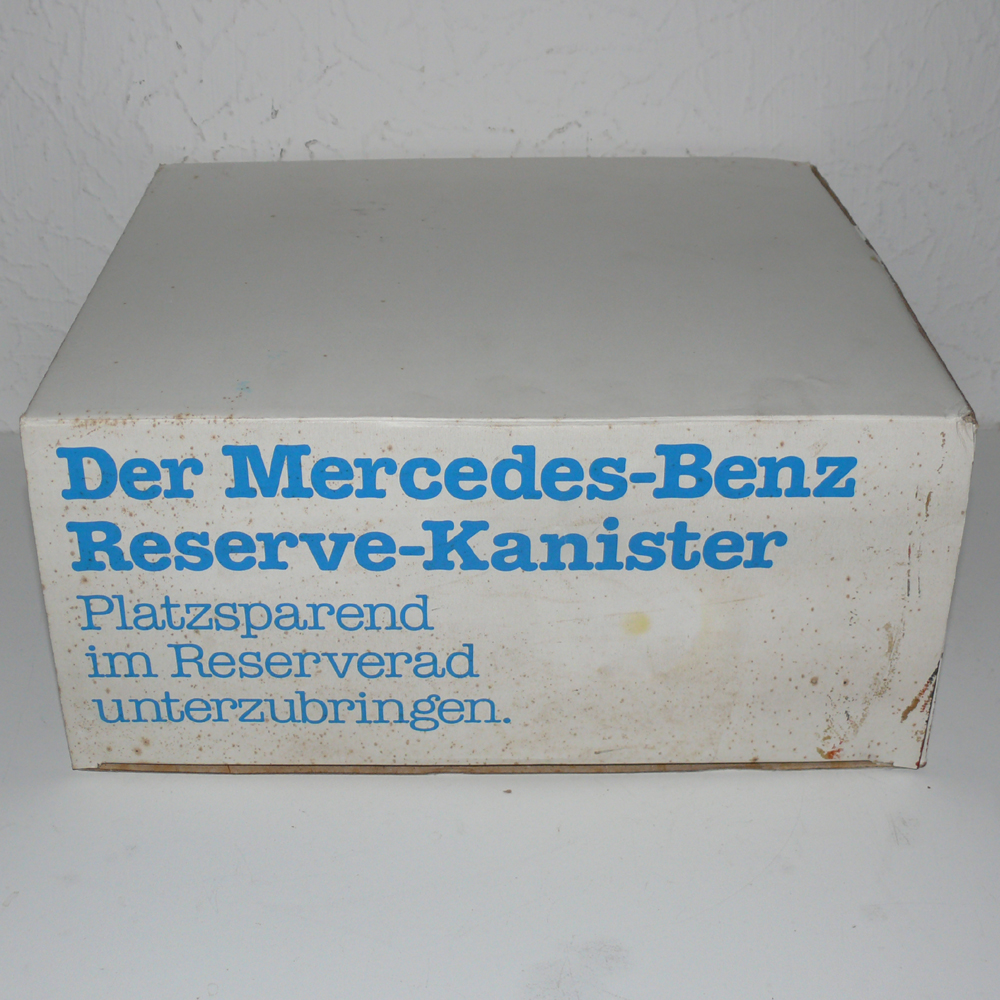 Der Mercedes-Benz
Reserve-Kanister
Platzsparend
im Reserverad
unterzubringen.